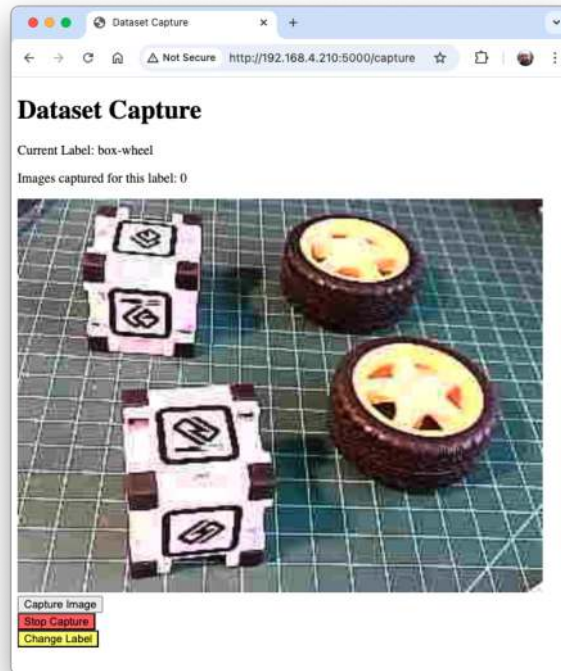 Dataset Capture
Not Secure http://192.168.4.210:5000/capture
Dataset Capture
Current Label: box-wheel
Images captured for this label: 0
Capture Image
Stop Capture
Change Label